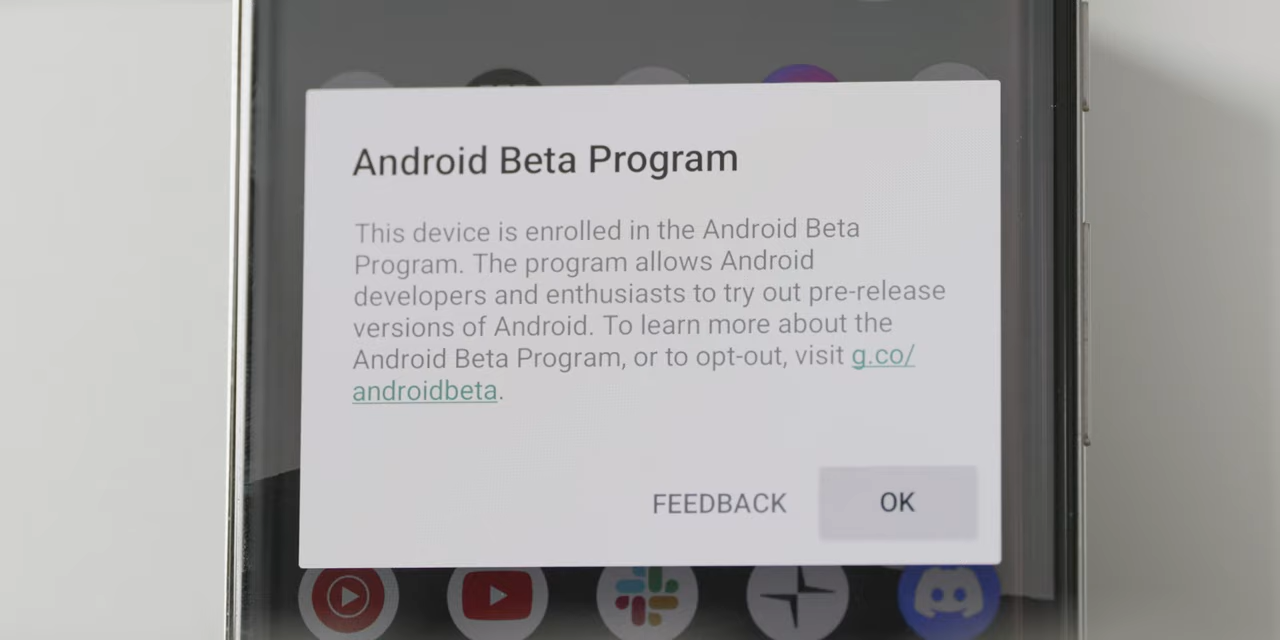 Android Beta Program
This device is enrolled in the Android Beta
Program. The program allows Android
developers and enthusiasts to try out pre-release
versions of Android. To learn more about the
Android Beta Program, or to opt-out, visit g.co/
androidbeta.
FEEDBACK OK